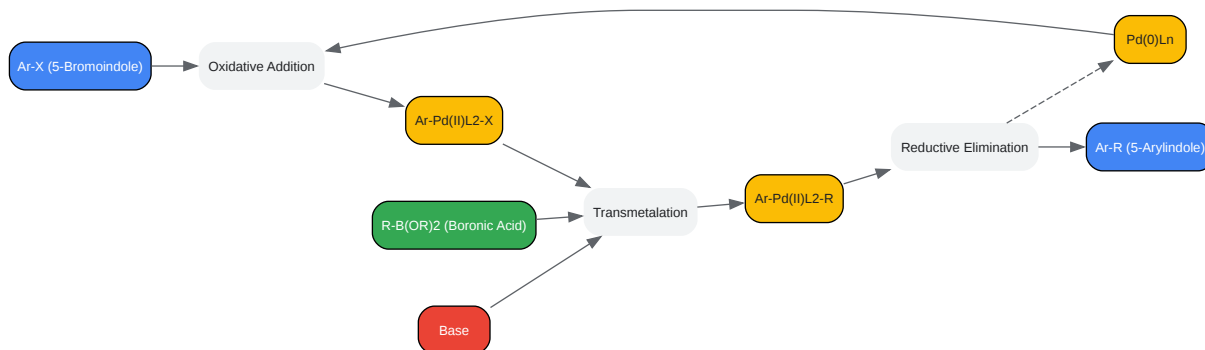 Ar-X (5-Bromoindole)
Oxidative Addition
Ar-Pd(II)L2-X
R-B(OR)2 (Boronic Acid)
Base
Transmetalation
Ar-Pd(II)L2-R
Reductive Elimination
Pd(0)Ln
Ar-R (5-Arylindole)